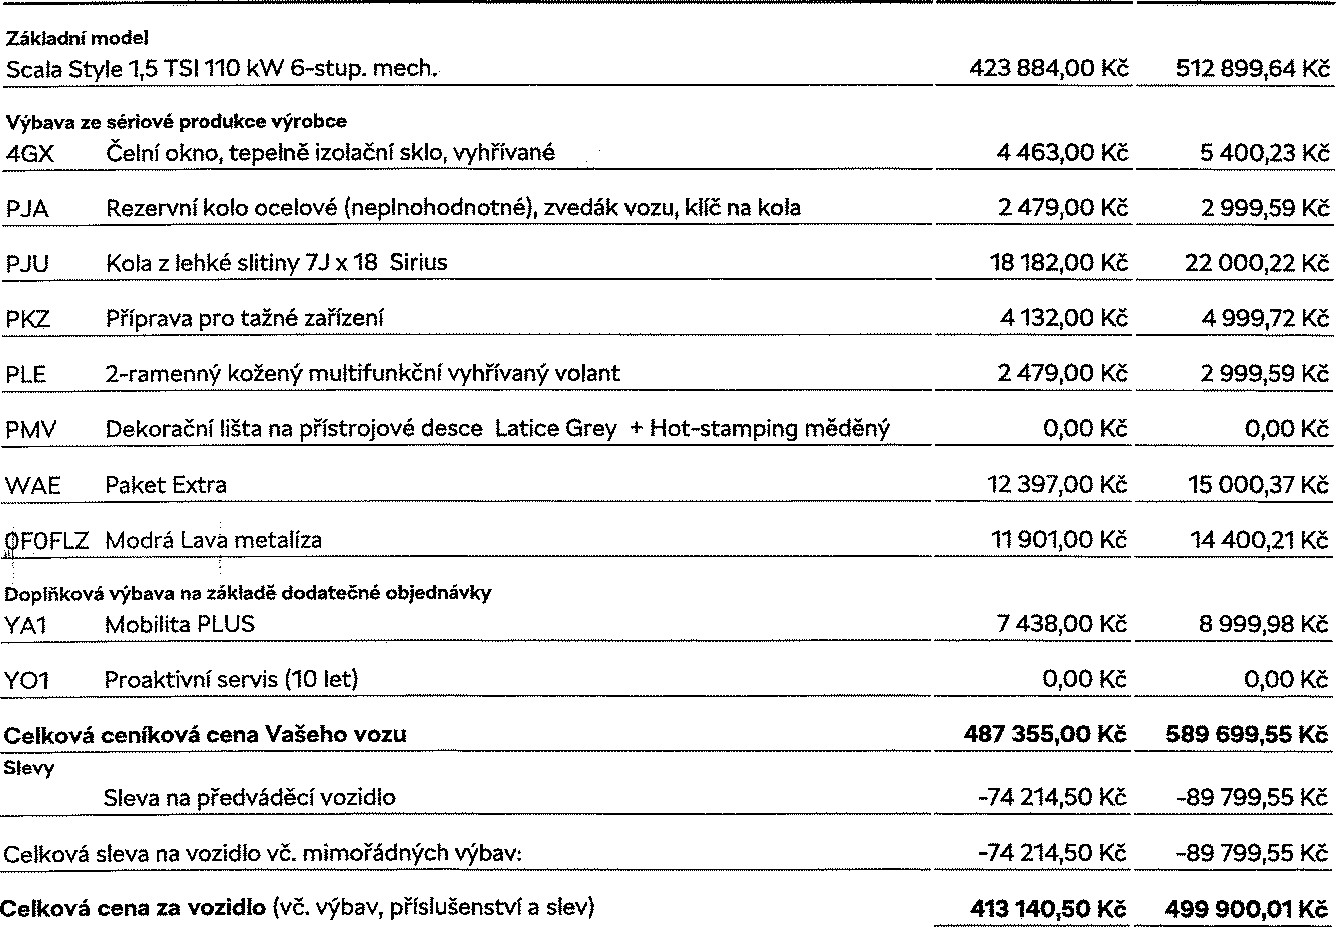 Základní model
Scala Style 1,5 TSI 110 kW 6-stup. mech. 423 884,00 Kč 512 899,64 Kč
Výbava ze sériové produkce výrobce
4GX Čelní okno, tepelně izolační sklo, vyhřívané 4 463,00 Kč 5 400,23 Kč
PJA Rezervní kolo ocelové (neplnohodnotné), zvedák vozu, klíč na kola 2 479,00 Kč 2 999,59 Kč
PJU Kola z lehké slitiny 7J x 18 Sirius 18 182,00 Kč 22 000,22 Kč
PKZ Příprava pro tažné zařízení 4 132,00 Kč 4 999,72 Kč
PLE 2-ramenný kožený multifunkční vyhřívaný volant 2 479,00 Kč 2 999,59 Kč
PMV Dekorační lišta na přístrojové desce Latice Grey + Hot-stamping měděný 0,00 Kč 0,00 Kč
WAE Paket Extra 12 397,00 Kč 15 000,37 Kč
0F0FLZ Modrá Lava metalíza 11 901,00 Kč 14 400,21 Kč
Doplňková výbava na základě dodatečné objednávky
YA1 Mobilita PLUS 7 438,00 Kč 8 999,98 Kč
YO1 Proaktivní servis (10 let) 0,00 Kč 0,00 Kč
Celková ceníková cena Vašeho vozu 487 355,00 Kč 589 699,55 Kč
Slevy
Sleva na předváděcí vozidlo -74 214,50 Kč -89 799,55 Kč
Celková sleva na vozidlo vč. mimořádných výbav: -74 214,50 Kč -89 799,55 Kč
Celková cena za vozidlo (vč. výbav, příslušenství a slev) 413 140,50 Kč 499 900,01 Kč